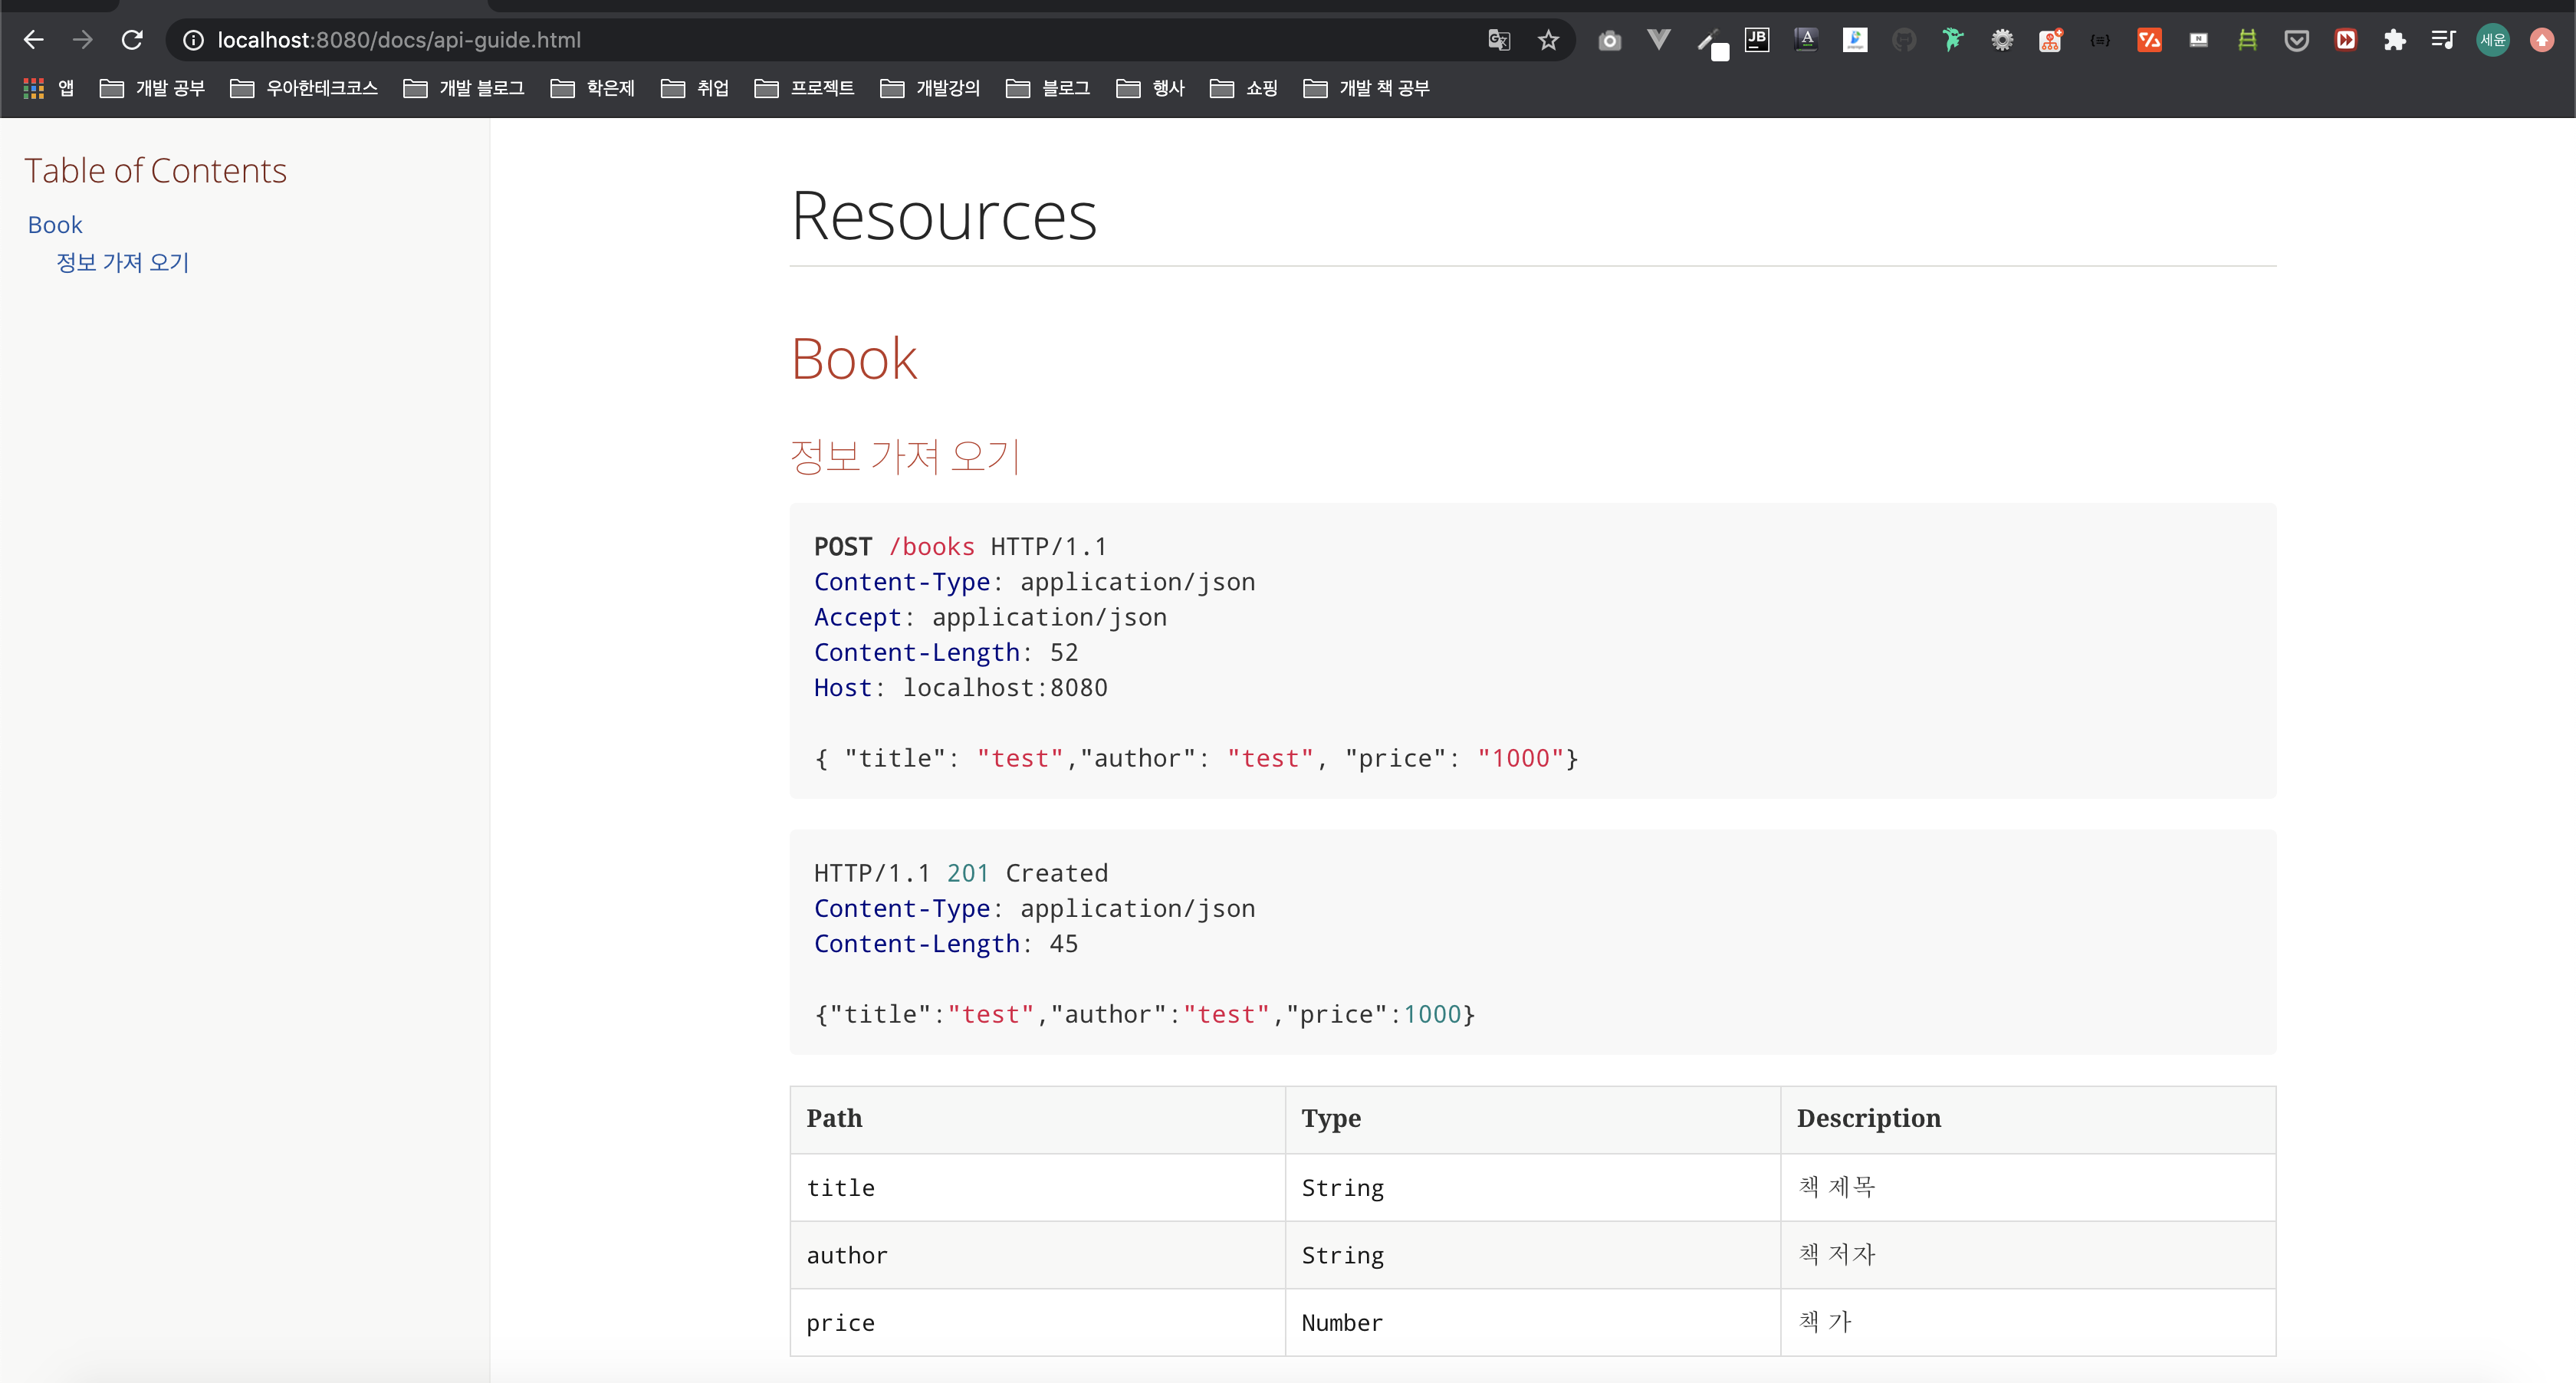 localhost:8080/docs/api-guide.html
JB
A
세윤
앱 개발 공부 우아한테크코스 개발 블로그 학은제 취업 프로젝트 개발강의 블로그 행사 쇼핑 개발 책 공부
Table of Contents
Book
정보 가져 오기
Resources
Book
정보 가져 오기
POST /books HTTP/1.1
Content-Type: application/json
Accept: application/json
Content-Length: 52
Host: localhost:8080
{ "title": "test","author": "test", "price": "1000"}
HTTP/1.1 201 Created
Content-Type: application/json
Content-Length: 45
{"title":"test","author":"test","price":1000}
Path Type Description
title String 책 제목
author String 책 저자
price Number 책 가